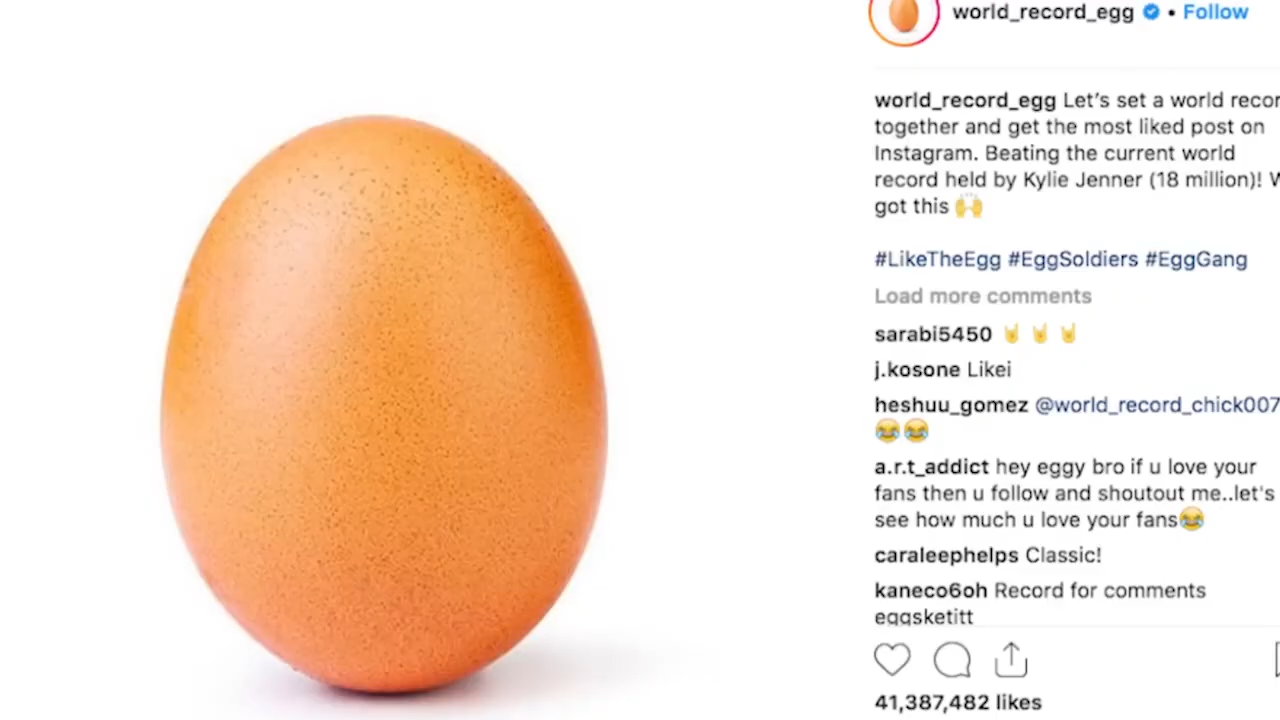 world_record_egg • Follow
world_record_egg Let's set a world recor
together and get the most liked post on
Instagram. Beating the current world
record held by Kylie Jenner (18 million)! W
got this 🙌
#LikeTheEgg #EggSoldiers #EggGang
Load more comments
sarabi5450 🤘 🤘 🤘
j.kosone Likei
heshuu_gomez @world_record_chick007
😂😂
a.r.t_addict hey eggy bro if u love your
fans then u follow and shoutout me..let's
see how much u love your fans😂
caraleephelps Classic!
kaneco6oh Record for comments
eggsketitt
41,387,482 likes